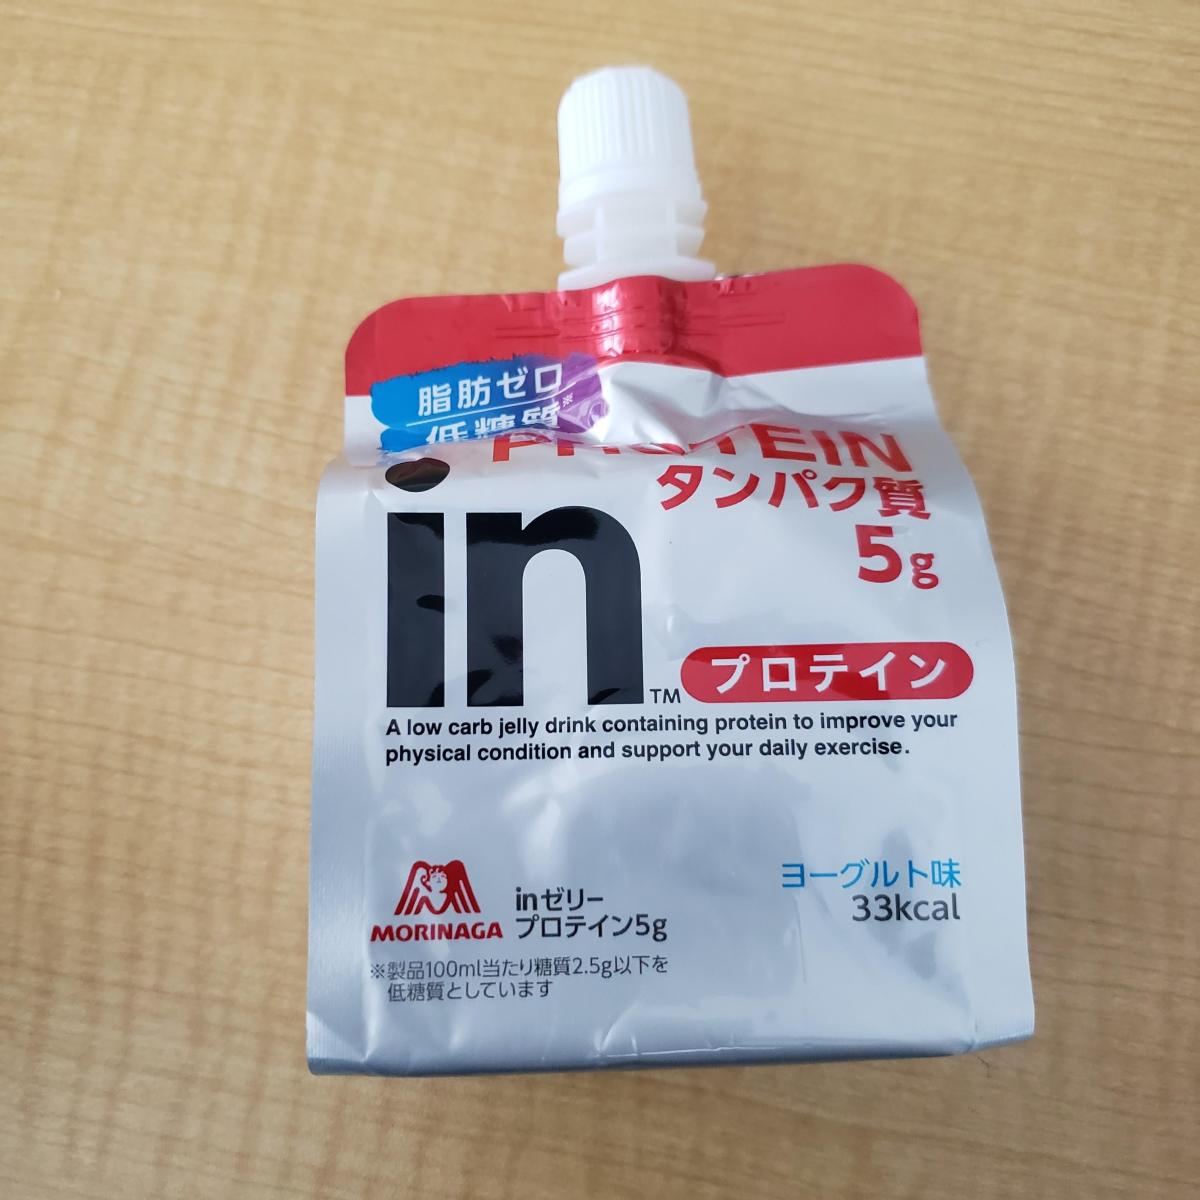 脂肪ゼロ
低糖質※
PROTEIN
タンパク質
5g
in™
プロテイン
A low carb jelly drink containing protein to improve your
physical condition and support your daily exercise.
MORINAGA
inゼリー
プロテイン5g
ヨーグルト味
33kcal
※製品100ml当たり糖質2.5g以下を
低糖質としています